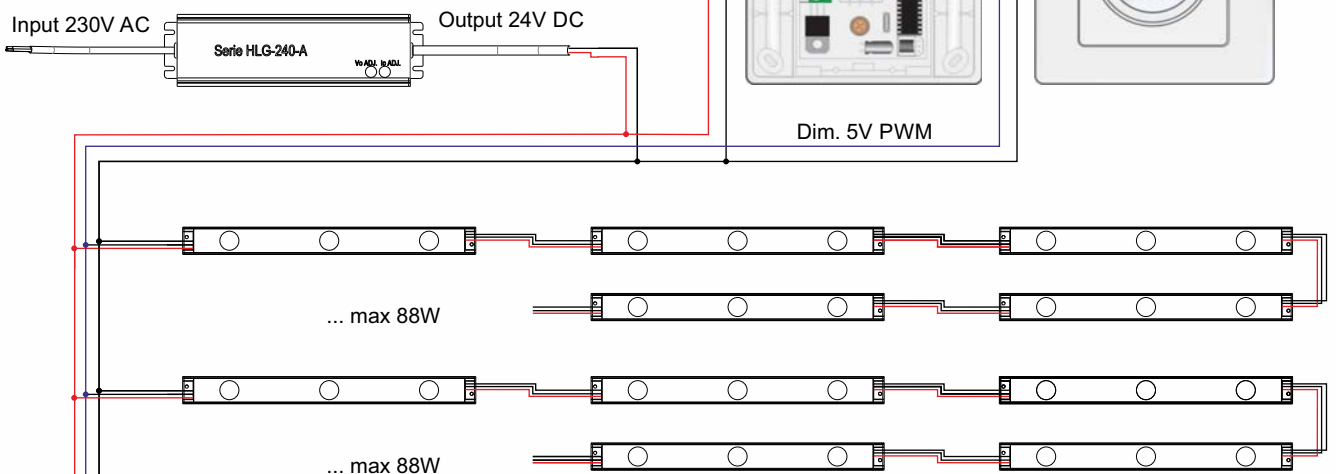 Input 230V AC
Output 24V DC
Serie HLG-240-A
Vo ADJ. Io ADJ.
Dim. 5V PWM
... max 88W
... max 88W